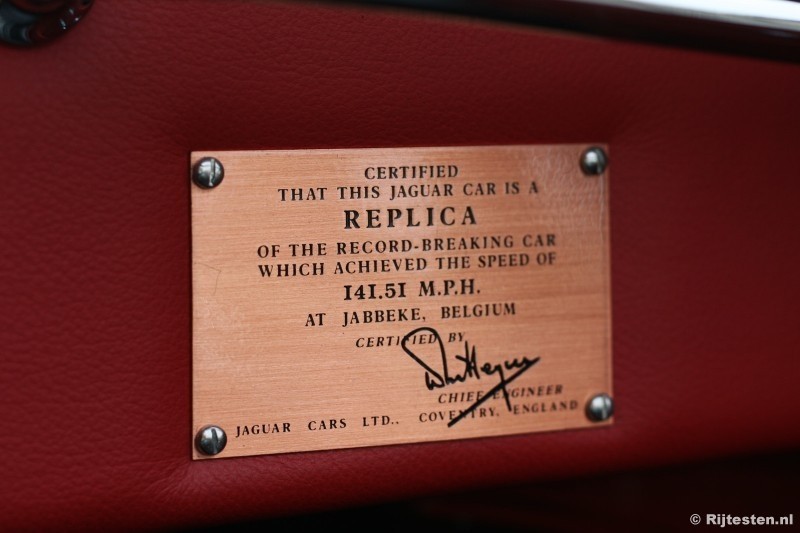 CERTIFIED
THAT THIS JAGUAR CAR IS A
REPLICA
OF THE RECORD-BREAKING CAR
WHICH ACHIEVED THE SPEED OF
141.51 M.P.H.
AT JABBEKE, BELGIUM
CERTIFIED BY
CHIEF ENGINEER
JAGUAR CARS LTD., COVENTRY, ENGLAND
© Rijtesten.nl